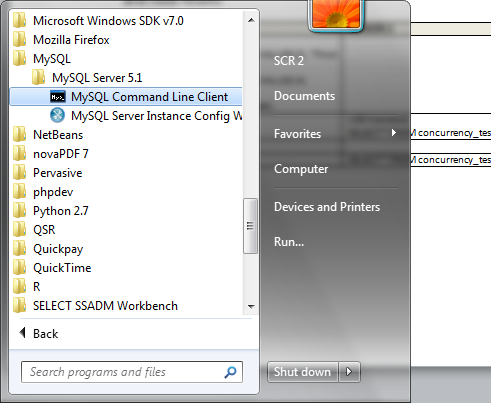 Microsoft Windows SDK v7.0
Mozilla Firefox
MySQL
MySQL Server 5.1
MySQL Command Line Client
MySQL Server Instance Config W
NetBeans
novaPDF 7
Pervasive
phpdev
Python 2.7
QSR
Quickpay
QuickTime
R
SELECT SSADM Workbench
Back
Search programs and files
SCR 2
Documents
Favorites
Computer
Devices and Printers
Run...
Shut down
M concurrency_tes
M concurrency_tes